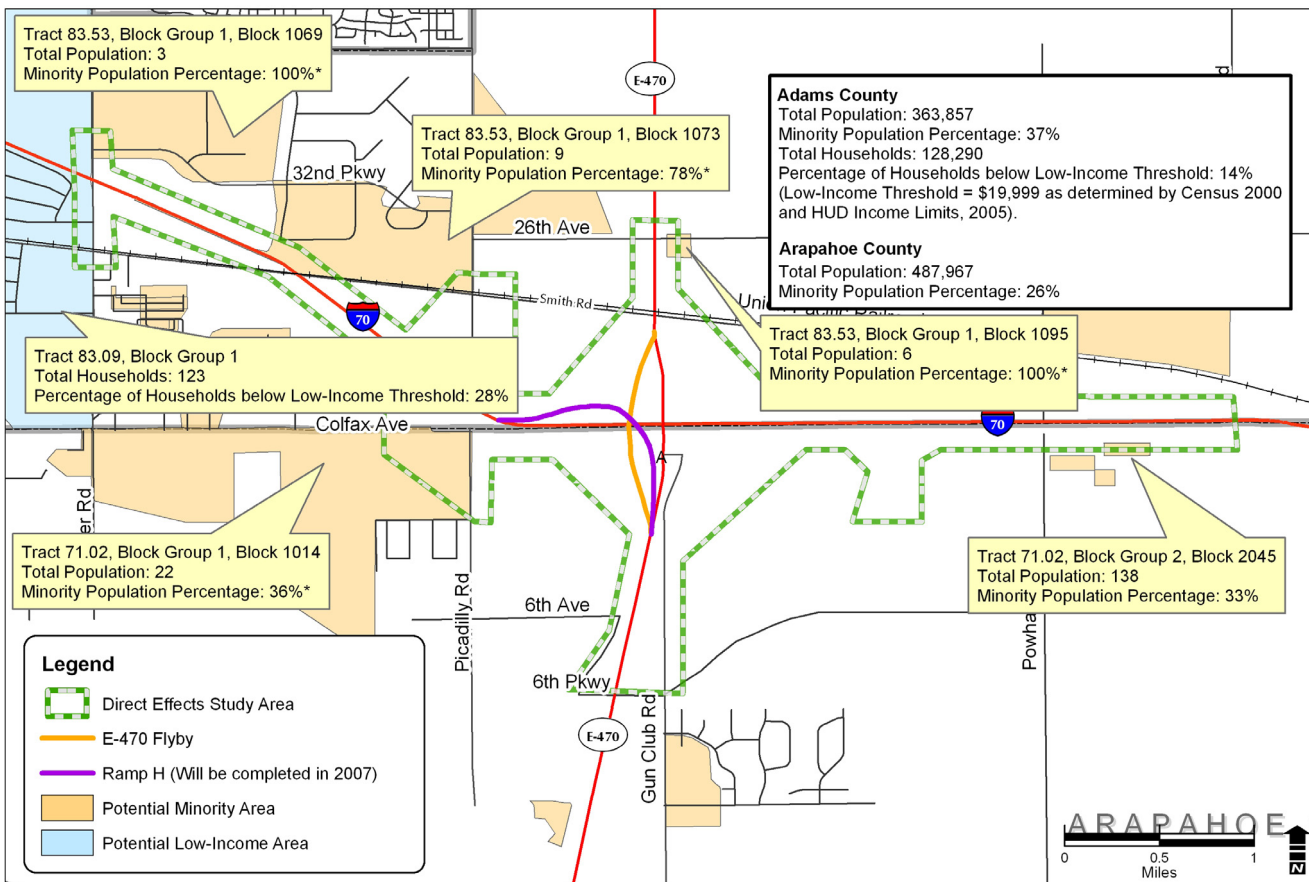 Tract 83.53, Block Group 1, Block 1069
Total Population: 3
Minority Population Percentage: 100%*
E-470
Tract 83.53, Block Group 1, Block 1073
Total Population: 9
Minority Population Percentage: 78%*
Adams County
Total Population: 363,857
Minority Population Percentage: 37%
Total Households: 128,290
Percentage of Households below Low-Income Threshold: 14%
(Low-Income Threshold = $19,999 as determined by Census 2000
and HUD Income Limits, 2005).
Arapahoe County
Total Population: 487,967
Minority Population Percentage: 26%
d
32nd Pkwy
26th Ave
Smith Rd
Uni
70
Tract 83.53, Block Group 1, Block 1095
Total Population: 6
Minority Population Percentage: 100%*
Tract 83.09, Block Group 1
Total Households: 123
Percentage of Households below Low-Income Threshold: 28%
Colfax Ave
70
A
er Rd
Picadilly Rd
Tract 71.02, Block Group 1, Block 1014
Total Population: 22
Minority Population Percentage: 36%*
Tract 71.02, Block Group 2, Block 2045
Total Population: 138
Minority Population Percentage: 33%
6th Ave
6th Pkwy
Gun Club Rd
Powha
E-470
Legend
Direct Effects Study Area
E-470 Flyby
Ramp H (Will be completed in 2007)
Potential Minority Area
Potential Low-Income Area
ARAPAHOE
0 0.5 1
Miles
N